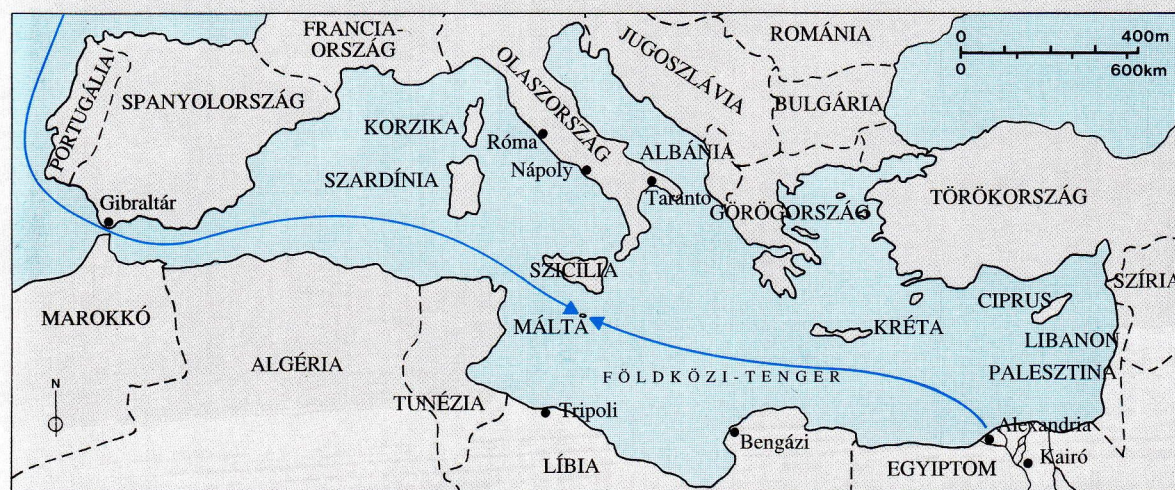 FRANCIA-
ORSZÁG
ROMÁNIA
0 400m
0 600km
JUGOSZLÁVIA
OLASZORSZÁG
PORTUGÁLIA
SPANYOLORSZÁG
BULGÁRIA
KORZIKA
Róma
ALBÁNIA
Nápoly
SZARDÍNIA
Taranto
TÖRÖKORSZÁG
Gibraltár
GÖRÖGORSZÁG
SZICÍLIA
SZÍRIA
CIPRUS
MAROKKÓ
MÁLTA
KRÉTA
LIBANON
ALGÉRIA
FÖLDKÖZI-TENGER
PALESZTINA
N
TUNÉZIA
Tripoli
Alexandria
Bengázi
LÍBIA
EGYIPTOM
Kairó